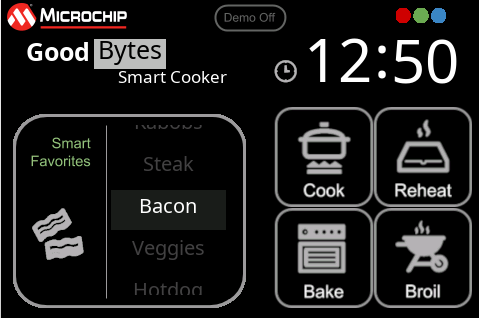 MICROCHIP
Demo Off
Good Bytes
Smart Cooker
12:50
Smart
Favorites
Kabobs
Steak
Bacon
Veggies
Hotdog
Cook
Reheat
Bake
Broil